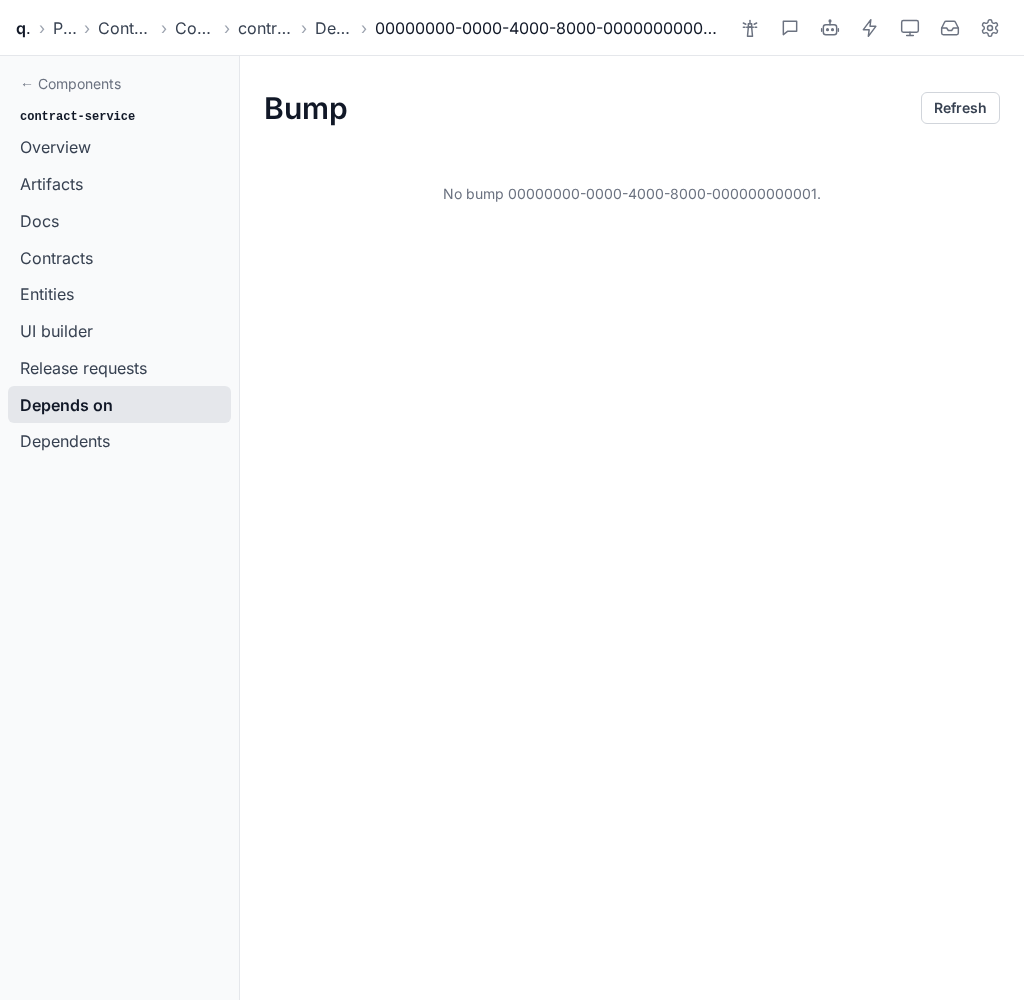 q. › P... › Cont... › Co... › contr... › De... › 00000000-0000-4000-8000-0000000000...
← Components
contract-service
Overview
Artifacts
Docs
Contracts
Entities
UI builder
Release requests
Depends on
Dependents
Bump
Refresh
No bump 00000000-0000-4000-8000-000000000001.